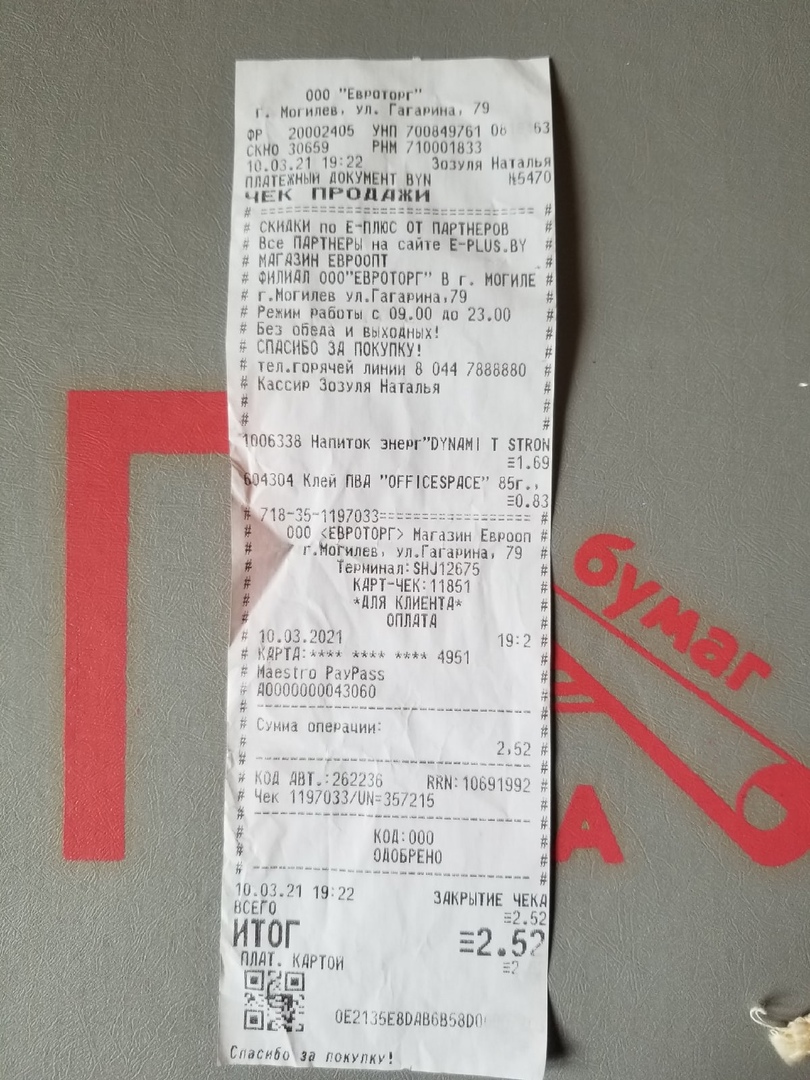 ООО "Евроторг"
г. Могилев, ул. Гагарина, 79
ФР 20002405 УНП 700849761
СКНО 30659 РНМ 710001833
10.03.21 19:22 Зозуля Наталья
ПЛАТЕЖНЫЙ ДОКУМЕНТ BYN №5470
ЧЕК ПРОДАЖИ
# ============================== #
# СКИДКИ по Е-ПЛЮС ОТ ПАРТНЕРОВ #
# Все ПАРТНЕРЫ на сайте E-PLUS.BY #
# МАГАЗИН ЕВРООПТ #
# ФИЛИАЛ ООО"ЕВРОТОРГ" В г. МОГИЛЕ #
# г.Могилев ул.Гагарина,79 #
# Режим работы с 09.00 до 23.00 #
# Без обеда и выходных! #
# СПАСИБО ЗА ПОКУПКУ! #
# тел.горячей линии 8 044 7888880 #
# Кассир Зозуля Наталья #
# #
# #
1006338 Напиток энерг"DYNAMI T STRON
≡1.69
604304 Клей ПВА "OFFICESPACE" 85г.,
≡0.83
# 718-35-1197033================= #
# ООО <ЕВРОТОРГ> Магазин Евроoп #
# г.Могилев, ул.Гагарина, 79 #
# Терминал:SHJ12675 #
# КАРТ-ЧЕК:11851 #
# *ДЛЯ КЛИЕНТА* #
# ОПЛАТА #
# 10.03.2021 19:2 #
# КАРТА:**** **** **** 4951 #
# Maestro PayPass #
# A0000000043060 #
# ------------------------------ #
# Сумма операции: #
# 2,52 #
# ------------------------------ #
# КОД АВТ.:262236 RRN:10691992 #
# Чек 1197033/UN=357215 #
# ------------------------------ #
# КОД:000 #
# ОДОБРЕНО #
# ------------------------------ #
10.03.21 19:22 ЗАКРЫТИЕ ЧЕКА
ВСЕГО ≡2.52
ИТОГ ≡2.52
ПЛАТ. КАРТОЙ ≡2
0E2135E8DAB6B58D0
Спасибо за покупку!
бумаг